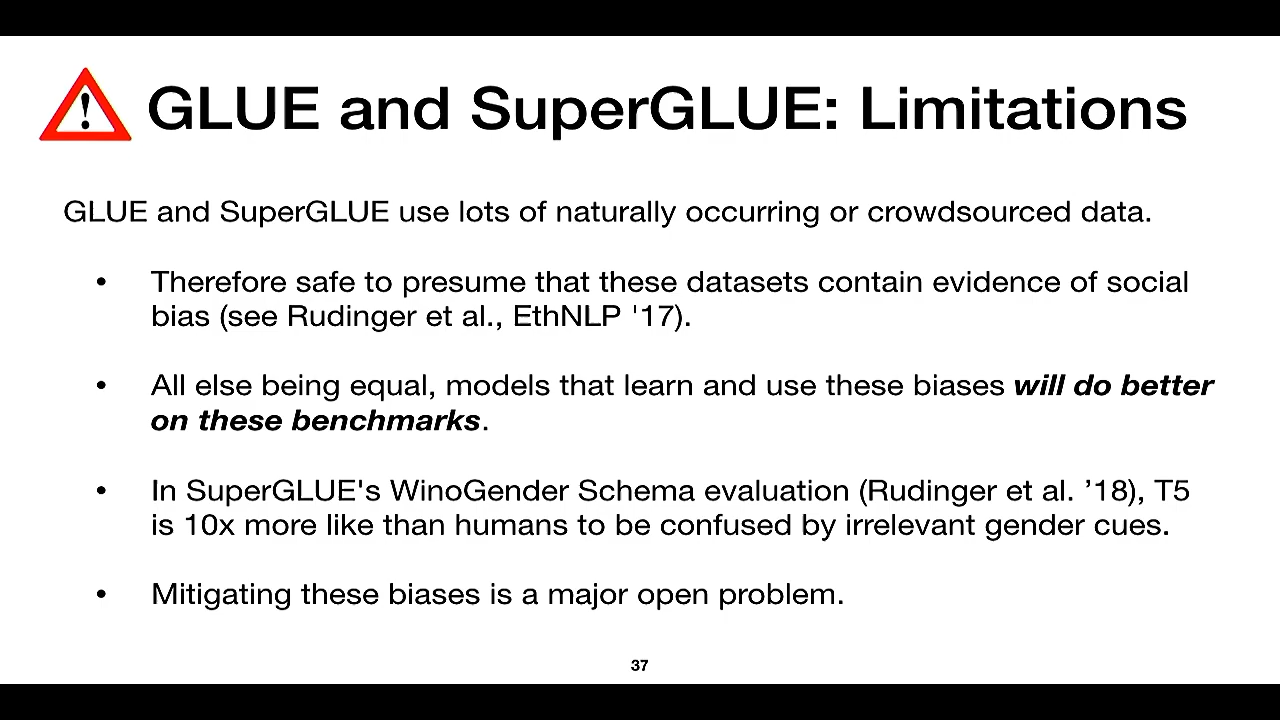 GLUE and SuperGLUE: Limitations
GLUE and SuperGLUE use lots of naturally occurring or crowdsourced data.
• Therefore safe to presume that these datasets contain evidence of social
bias (see Rudinger et al., EthNLP '17).
• All else being equal, models that learn and use these biases will do better
on these benchmarks.
• In SuperGLUE's WinoGender Schema evaluation (Rudinger et al. ’18), T5
is 10x more like than humans to be confused by irrelevant gender cues.
• Mitigating these biases is a major open problem.
37